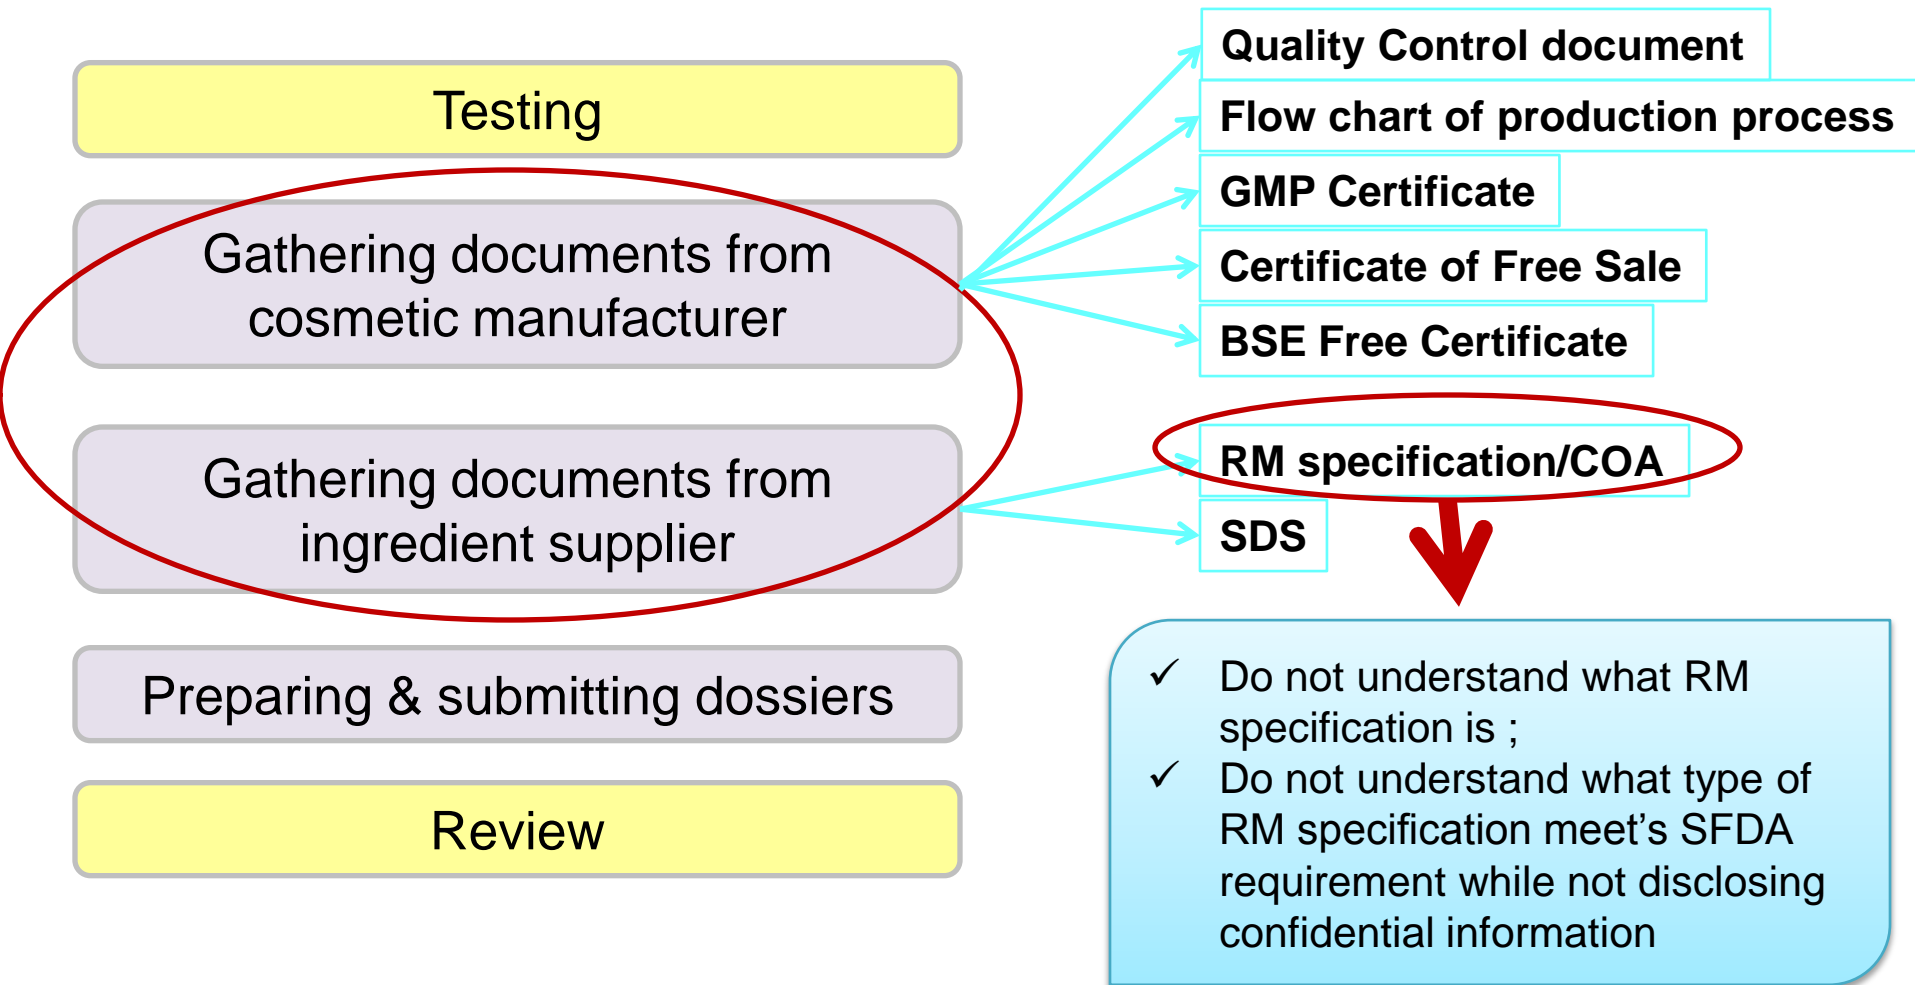 Testing
Gathering documents from
cosmetic manufacturer
Gathering documents from
ingredient supplier
Preparing & submitting dossiers
Review
Quality Control document
Flow chart of production process
GMP Certificate
Certificate of Free Sale
BSE Free Certificate
RM specification/COA
SDS
✓ Do not understand what RM
specification is ;
✓ Do not understand what type of
RM specification meet’s SFDA
requirement while not disclosing
confidential information